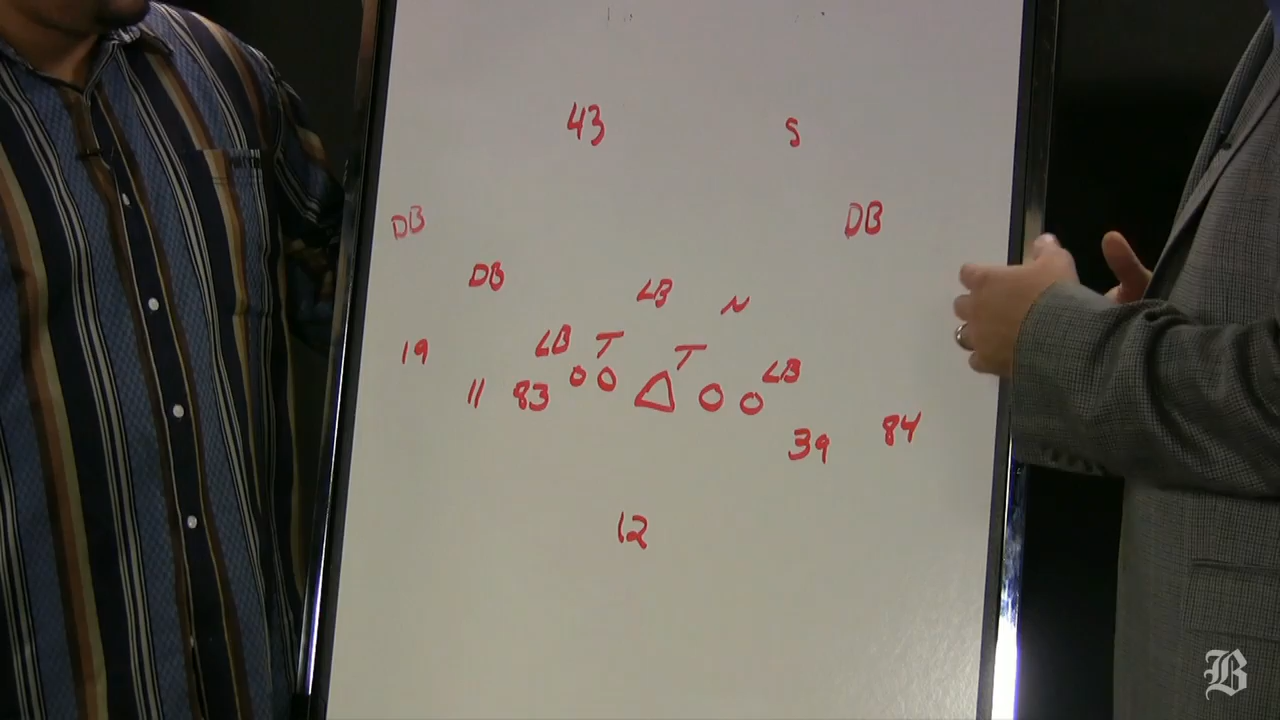 43 S
DB DB
DB LB N
19 LB T T LB
11 83 O O △ O O
39 84
12
B